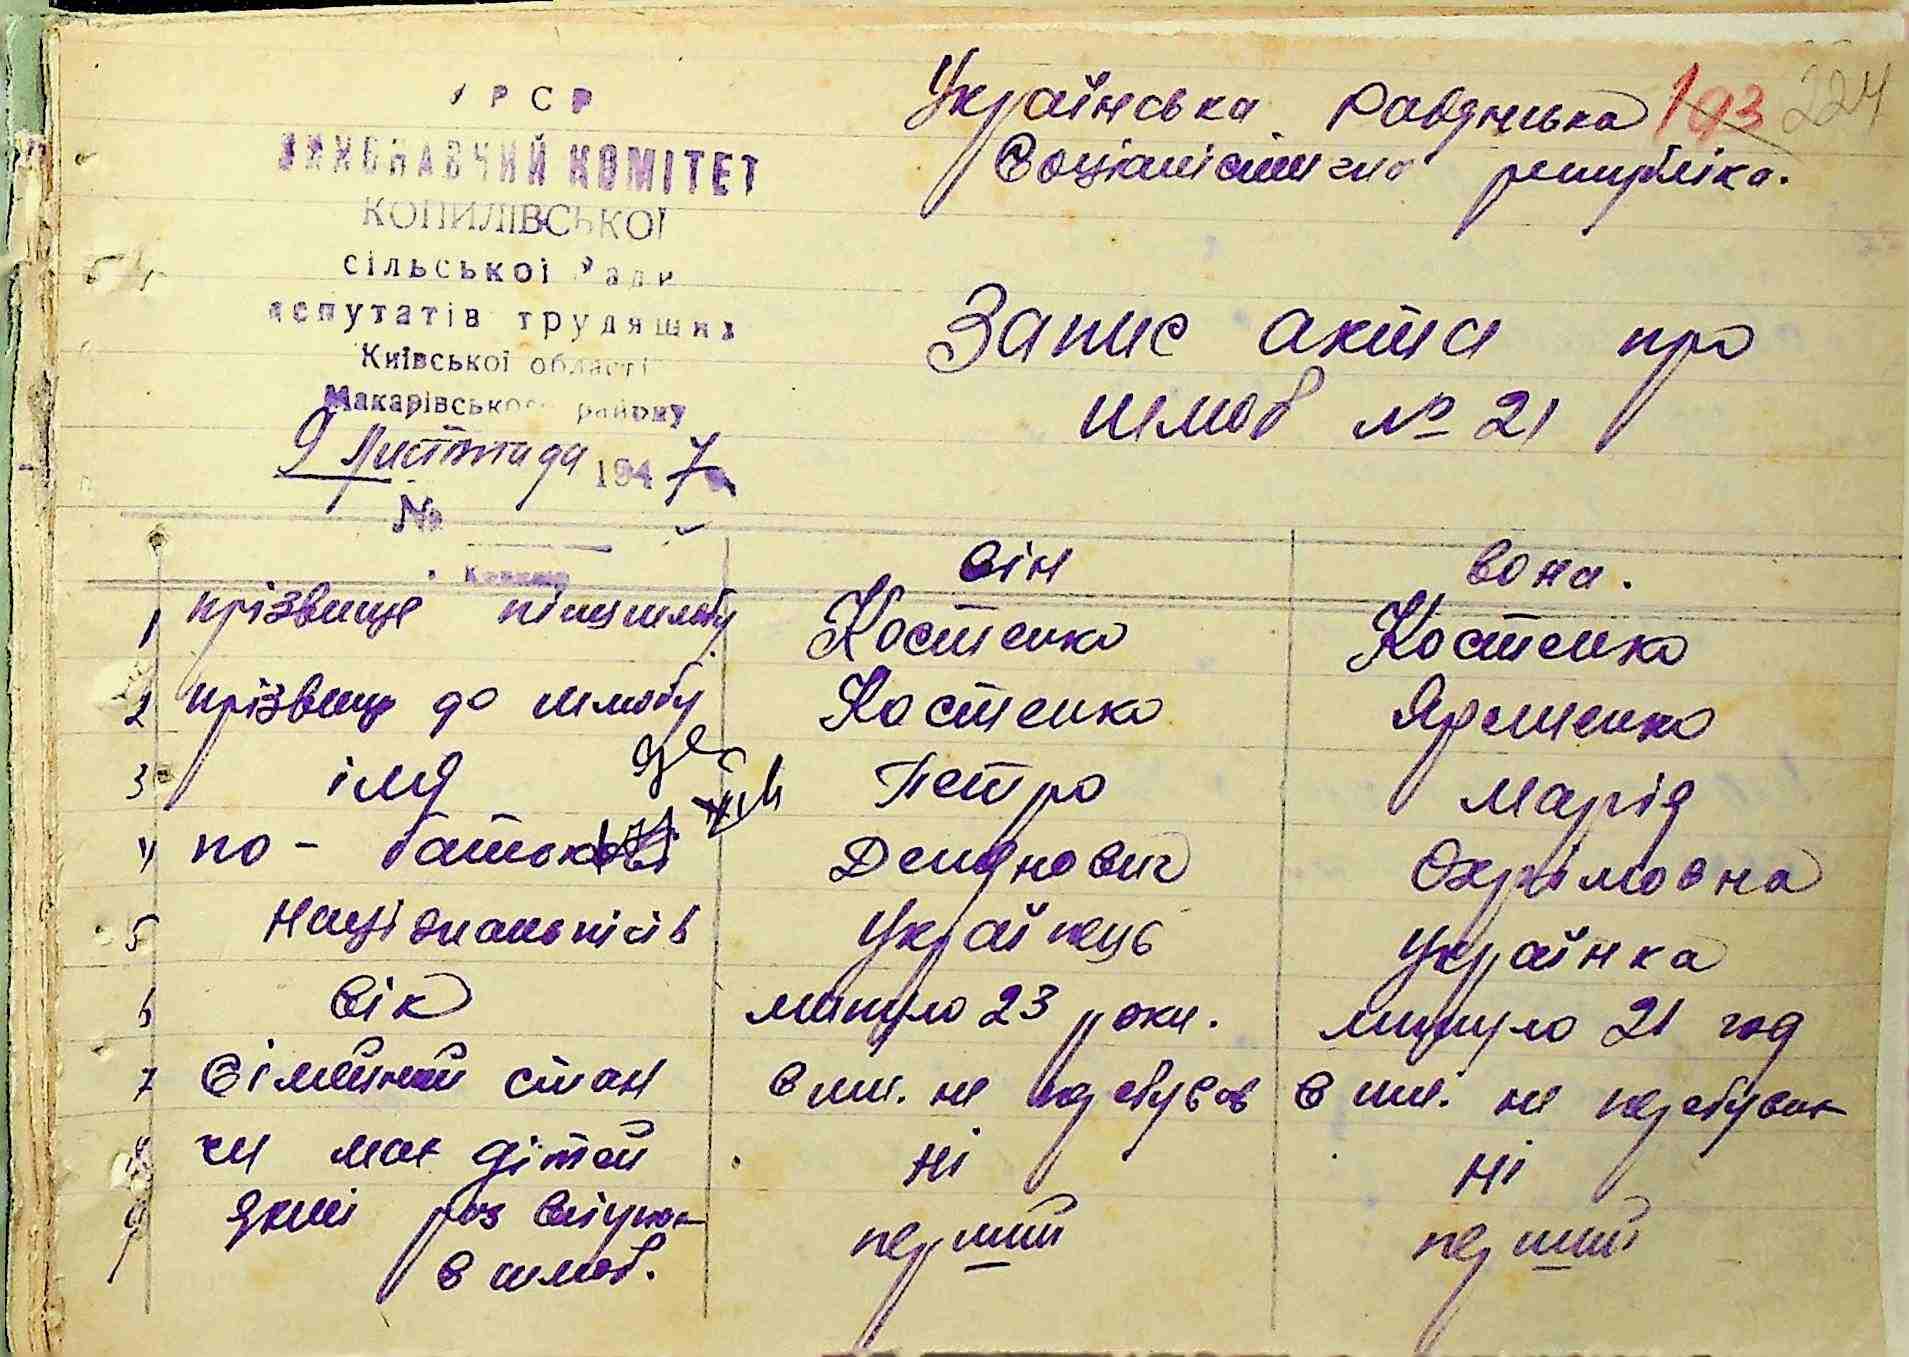 УРСР
ВИКОНАВЧИЙ КОМІТЕТ
КОПИЛІВСЬКОЇ
сільської Ради
депутатів трудящих
Київської області
Макарівського району
9 листопада 1947 р.
№
Українська Радянська 193 224
Соціалістична республіка.
Запис акта про
шлюб № 21
він вона.
1 прізвище після шлюбу Костенко Костенко
2 прізвище до шлюбу Костенко Яременко
3 імя Петро Марія
4 по-батькові Демянович Охрімовна
5 національність Українець Українка
6 вік минуло 23 роки. минуло 21 год
7 Сімейний стан в шл. не перебував в шл. не перебував
8 чи має дітей ні ні
9 який раз вступає перший перший
в шлюб.